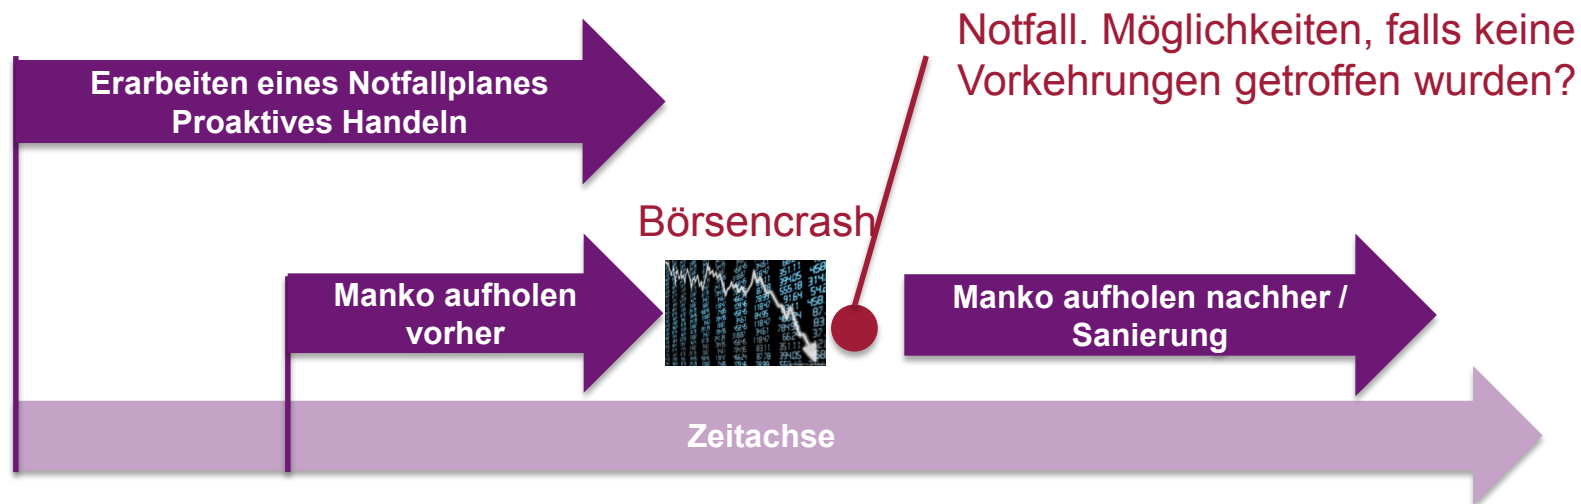 Notfall. Möglichkeiten, falls keine
Vorkehrungen getroffen wurden?
Erarbeiten eines Notfallplanes
Proaktives Handeln
Börsencrash
Manko aufholen
vorher
Manko aufholen nachher /
Sanierung
Zeitachse